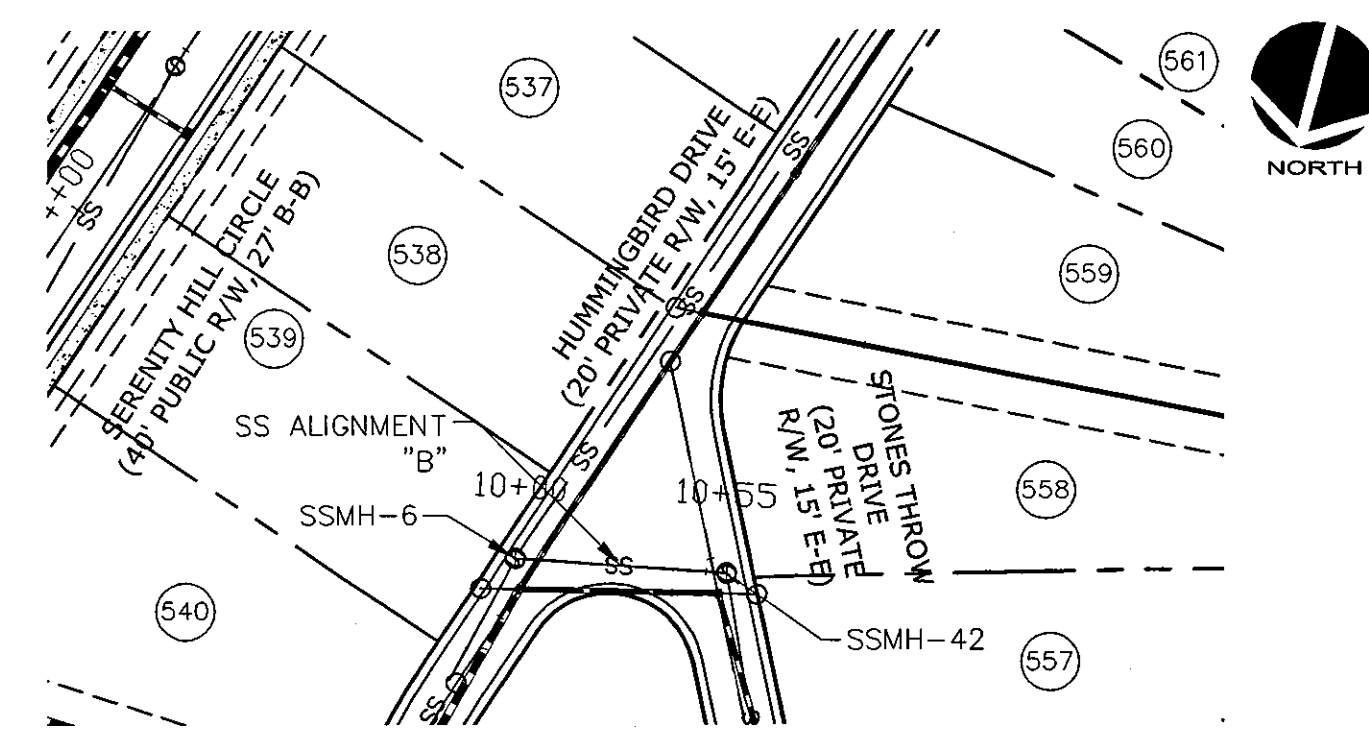 537
561
560
NORTH
++00
SS
SERENITY HILL CIRCLE
(40' PUBLIC R/W, 27' B-B)
538
539
HUMMINGBIRD DRIVE
(20' PRIVATE R/W, 15' E-E)
SS
SS
559
SS ALIGNMENT
"B"
SS
10+00
10+55
STONES THROW
DRIVE
(20' PRIVATE
R/W, 15' E-E)
558
SSMH-6
SS
540
SSMH-42
557
SS